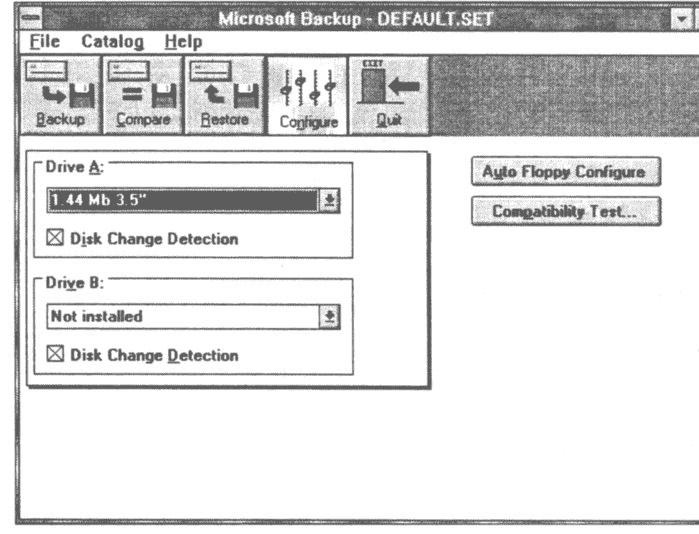 Microsoft Backup - DEFAULT.SET
File Catalog Help
Backup Compare Restore Configure EXIT Quit
Drive A:
1.44 Mb 3.5"
Disk Change Detection
Drive B:
Not installed
Disk Change Detection
Auto Floppy Configure
Compatibility Test...